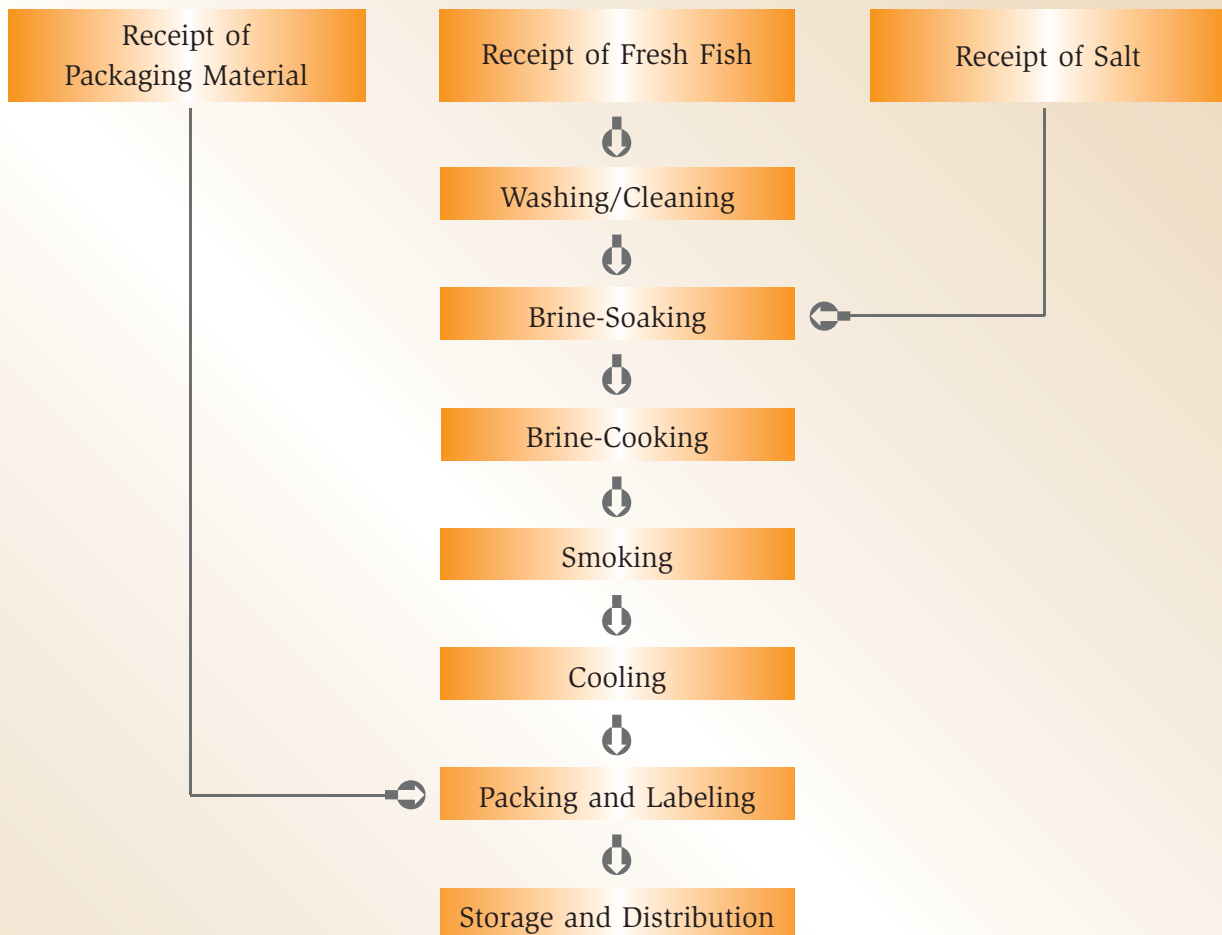 Receipt of
Packaging Material
Receipt of Fresh Fish
Receipt of Salt
Washing/Cleaning
Brine-Soaking
Brine-Cooking
Smoking
Cooling
Packing and Labeling
Storage and Distribution